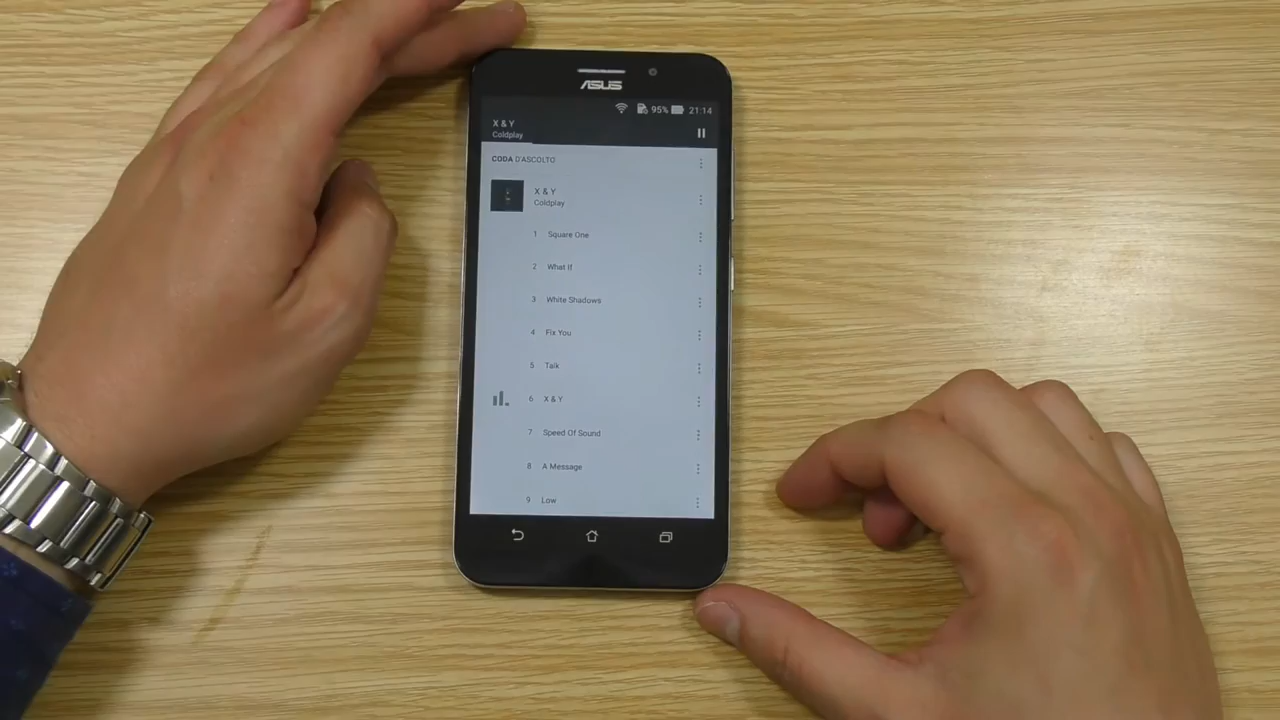 ASUS
95% 21:14
X & Y
Coldplay
CODA D'ASCOLTO
X & Y
Coldplay
1 Square One
2 What If
3 White Shadows
4 Fix You
5 Talk
6 X & Y
7 Speed Of Sound
8 A Message
9 Low